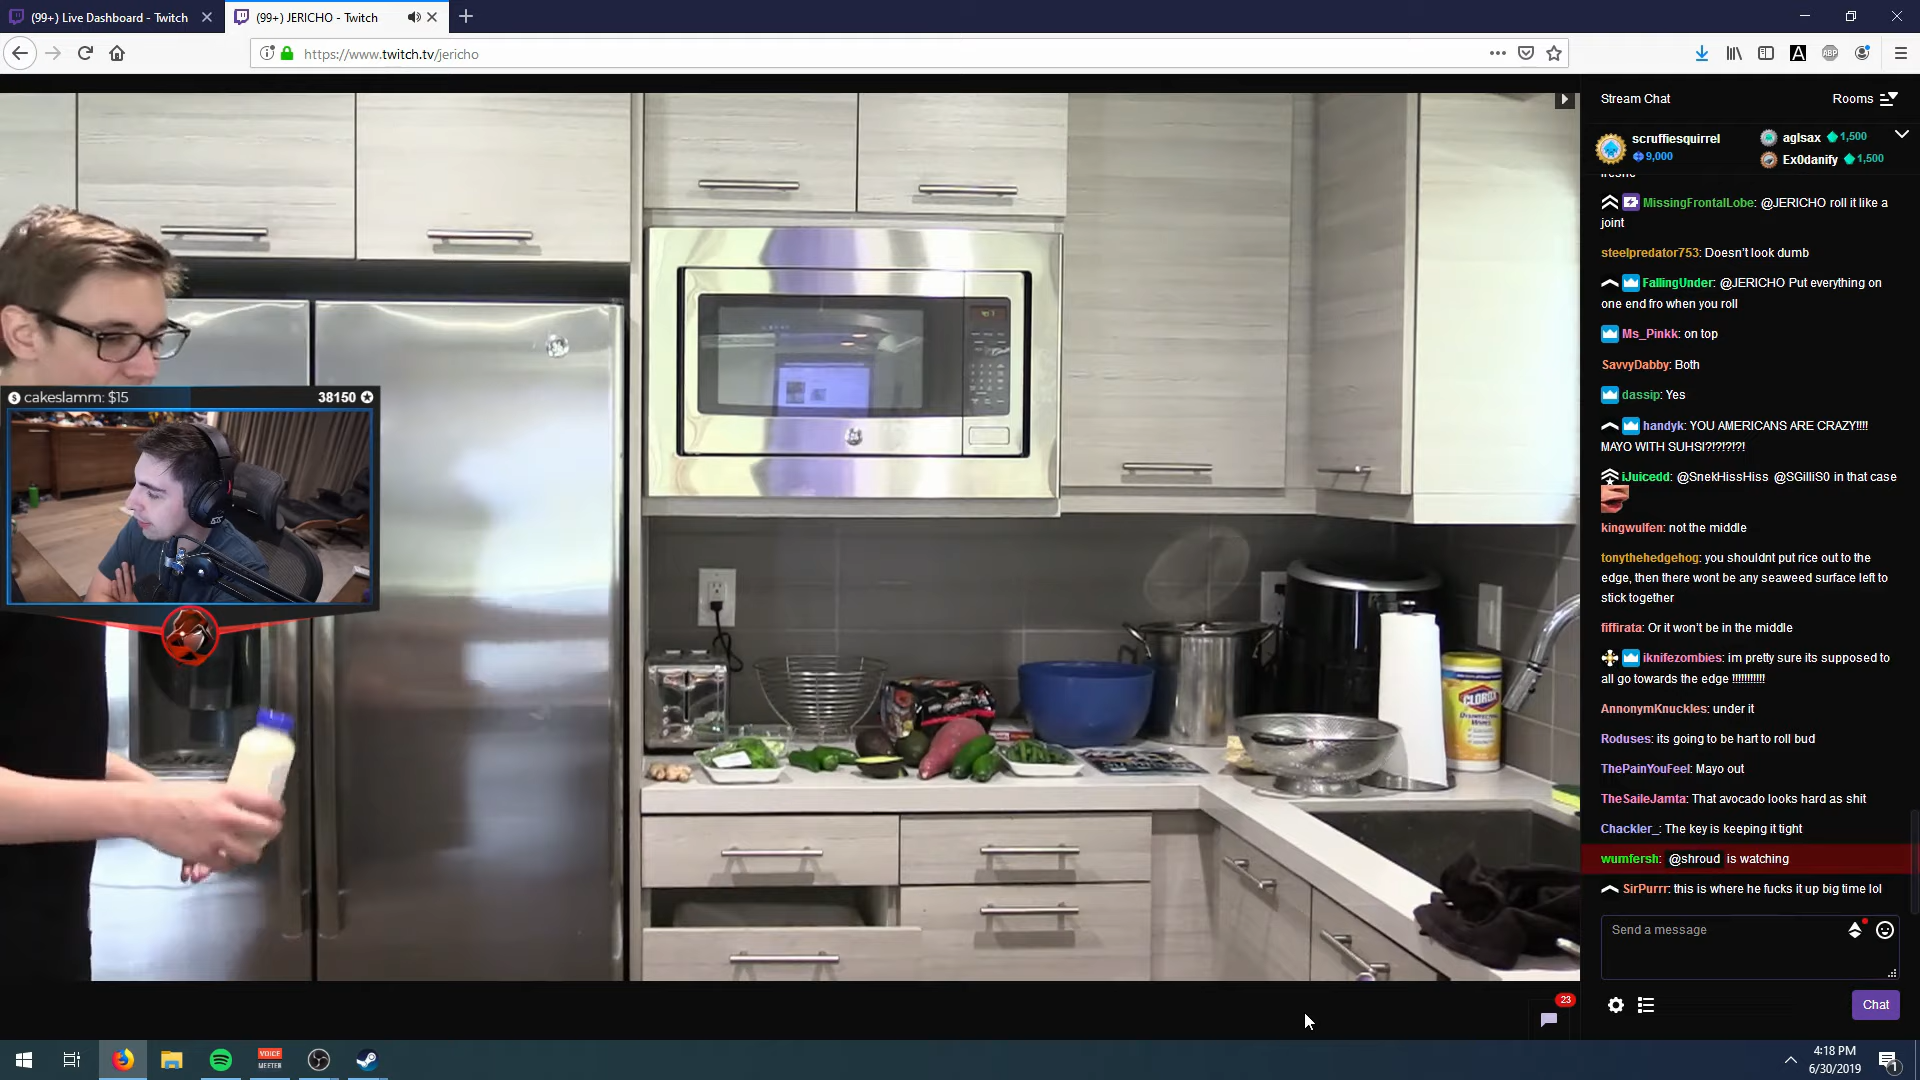 (99+) Live Dashboard - Twitch
(99+) JERICHO - Twitch
https://www.twitch.tv/jericho
Stream Chat
Rooms
scruffiesquirrel
9,000
aglsax 1,500
Ex0danify 1,500
MissingFrontalLobe: @JERICHO roll it like a
joint
steelpredator753: Doesn't look dumb
FallingUnder: @JERICHO Put everything on
one end fro when you roll
Ms_Pinkk: on top
SavvyDabby: Both
dassip: Yes
handyk: YOU AMERICANS ARE CRAZY!!!!
MAYO WITH SUHSI?!?!?!?!
iJuicedd: @SnekHissHiss @SGilliS0 in that case
kingwulfen: not the middle
tonythehedgehog: you shouldnt put rice out to the
edge, then there wont be any seaweed surface left to
stick together
fiffirata: Or it won't be in the middle
iknifezombies: im pretty sure its supposed to
all go towards the edge !!!!!!!!!!!
AnnonymKnuckles: under it
Roduses: its going to be hart to roll bud
ThePainYouFeel: Mayo out
TheSaileJamta: That avocado looks hard as shit
Chackler_: The key is keeping it tight
wumfersh: @shroud is watching
SirPurrr: this is where he fucks it up big time lol
Send a message
Chat
23
cakeslamm: $15
38150
CLOROX
VOICE
MEETER
4:18 PM
6/30/2019
1